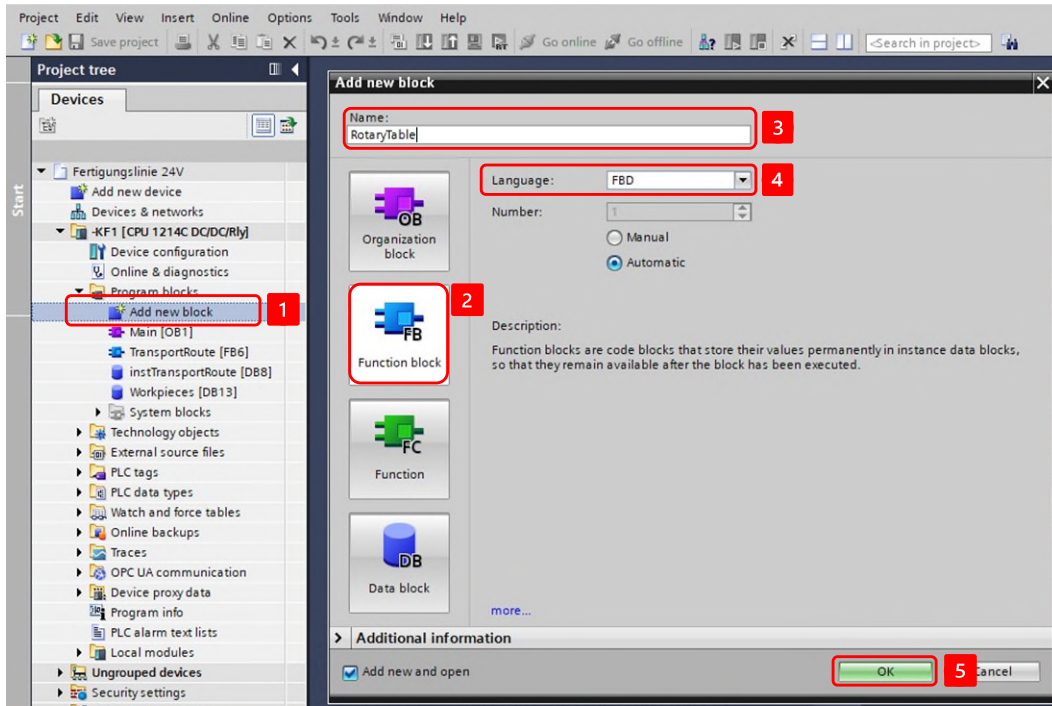 Project Edit View Insert Online Options Tools Window Help
Save project Go online Go offline <Search in project>
Start
Project tree
Devices
Fertigungslinie 24V
Add new device
Devices & networks
-KF1 [CPU 1214C DC/DC/Rly]
Device configuration
Online & diagnostics
Program blocks
Add new block
1
Main [OB1]
TransportRoute [FB6]
instTransportRoute [DB8]
Workpieces [DB13]
System blocks
Technology objects
External source files
PLC tags
PLC data types
Watch and force tables
Online backups
Traces
OPC UA communication
Device proxy data
Program info
PLC alarm text lists
Local modules
Ungrouped devices
Security settings
Add new block
Name:
RotaryTable
3
OB
Organization
block
2
FB
Function block
FC
Function
DB
Data block
Language: FBD
4
Number: 1
Manual
Automatic
Description:
Function blocks are code blocks that store their values permanently in instance data blocks,
so that they remain available after the block has been executed.
more...
Additional information
Add new and open
OK
5
ancel